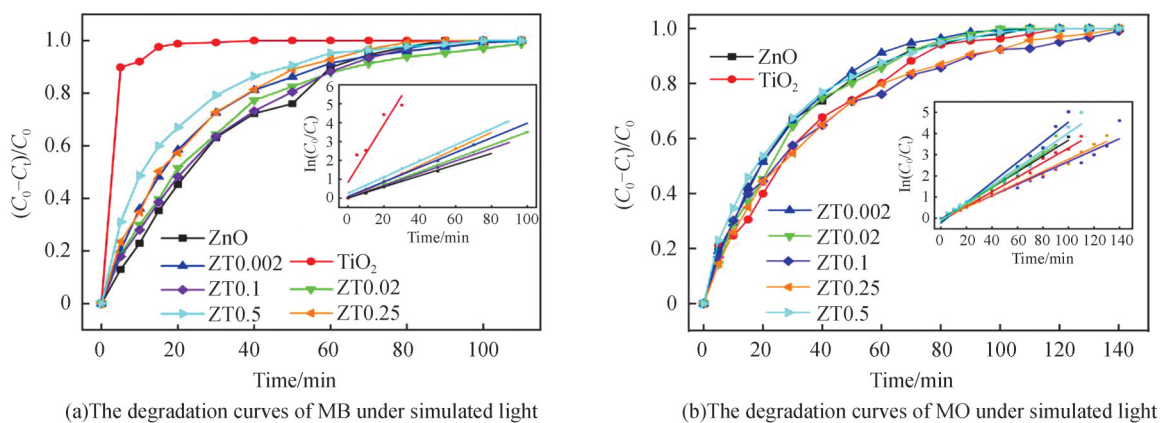 (C₀−Cₜ)/C₀
1.0
0.8
0.6
0.4
0.2
0
0 20 40 60 80 100
Time/min
ln(C₀/Cₜ)
6
5
4
3
2
1
0
0 20 40 60 80 100
Time/min
ZnO
ZT0.002 TiO₂
ZT0.1 ZT0.02
ZT0.5 ZT0.25
(a)The degradation curves of MB under simulated light
(C₀−Cₜ)/C₀
1.0
0.8
0.6
0.4
0.2
0
0 20 40 60 80 100 120 140
Time/min
ZnO
TiO₂
ln(C₀/Cₜ)
5
4
3
2
1
0
0 20 40 60 80 100 120 140
Time/min
ZT0.002
ZT0.02
ZT0.1
ZT0.25
ZT0.5
(b)The degradation curves of MO under simulated light